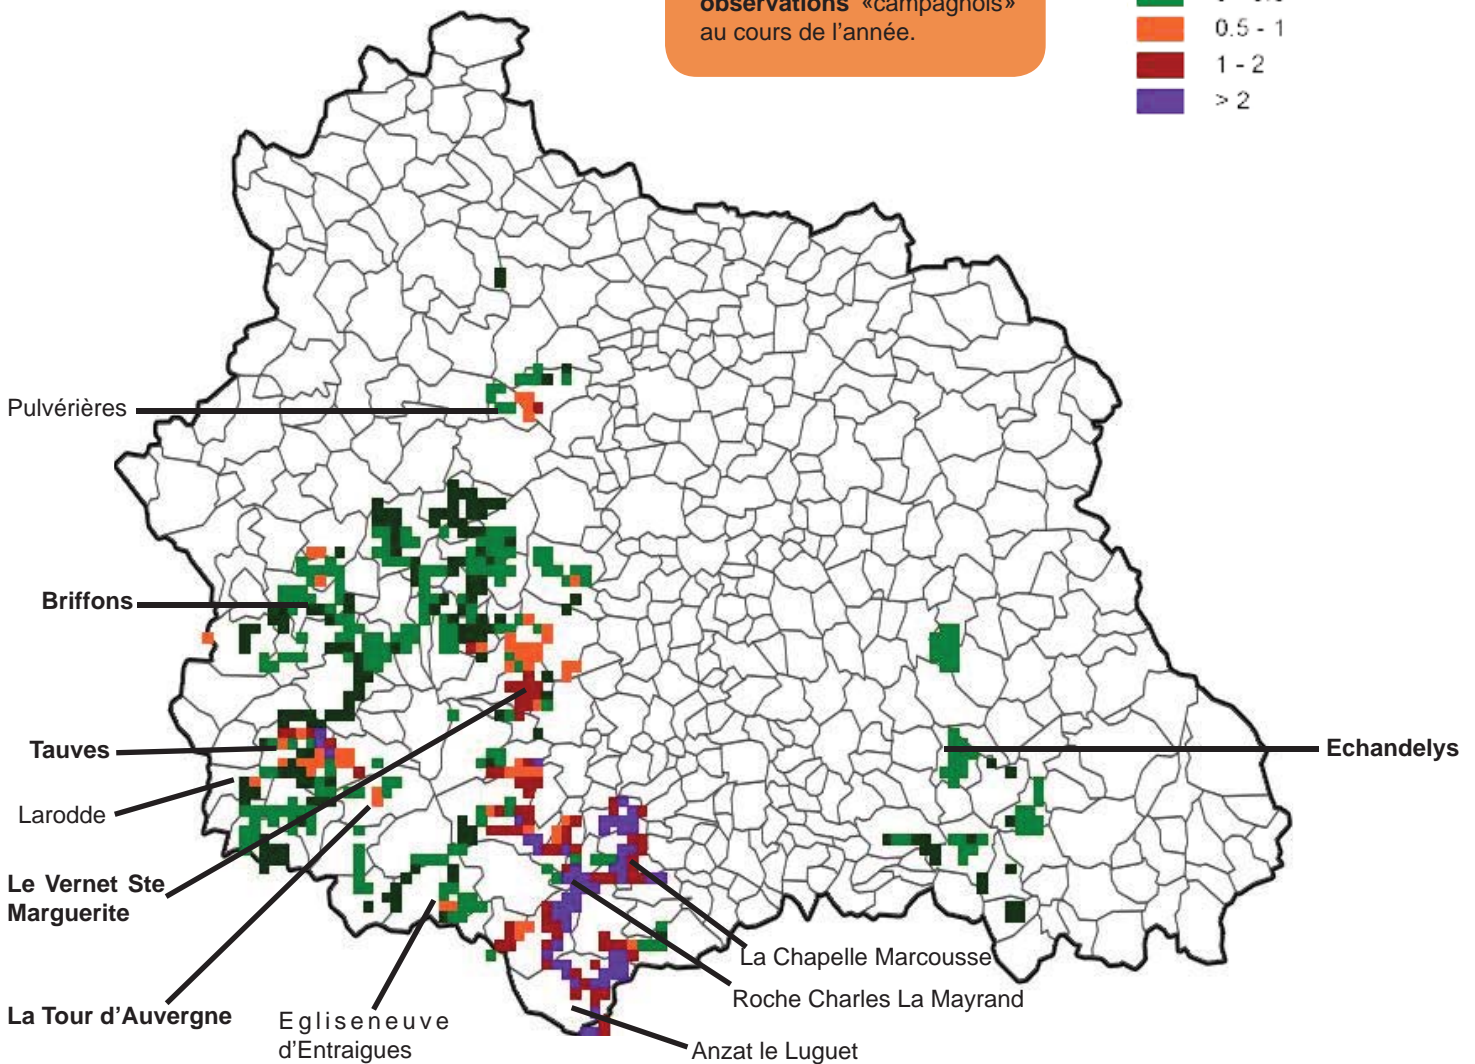 observations «campagnols»
au cours de l’année.
0.5 - 1
1 - 2
> 2
Pulvérières
Briffons
Tauves
Larodde
Le Vernet Ste
Marguerite
La Tour d’Auvergne
Egliseneuve
d’Entraigues
Echandelys
La Chapelle Marcousse
Roche Charles La Mayrand
Anzat le Luguet